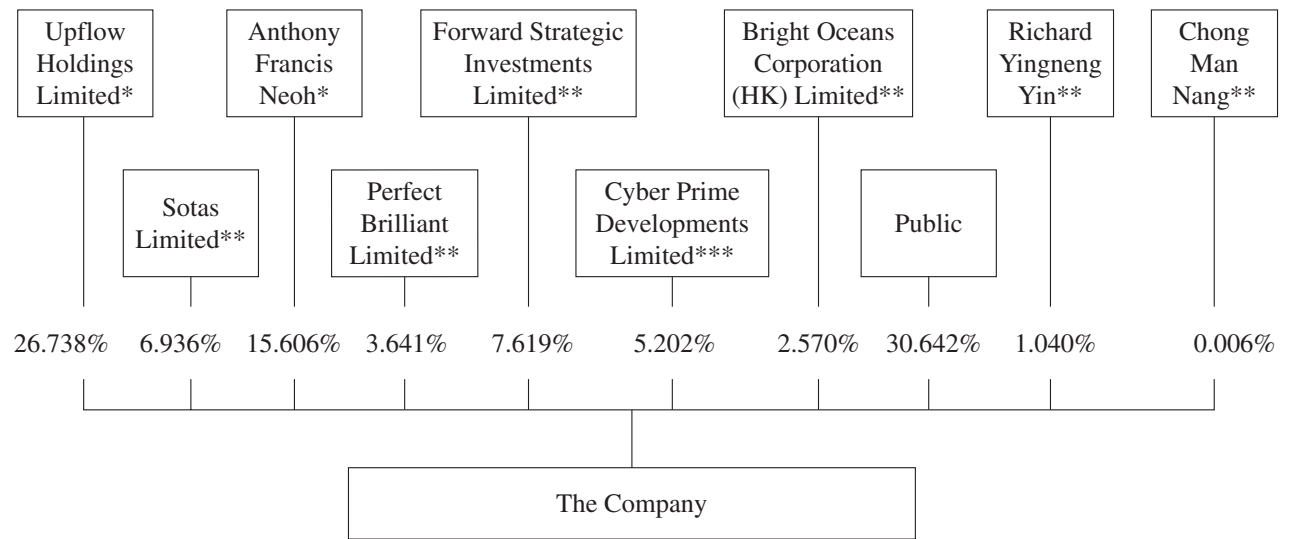 Upflow
Holdings
Limited*
Anthony
Francis
Neoh*
Forward Strategic
Investments
Limited**
Bright Oceans
Corporation
(HK) Limited**
Richard
Yingneng
Yin**
Chong
Man
Nang**
Sotas
Limited**
Perfect
Brilliant
Limited**
Cyber Prime
Developments
Limited***
Public
26.738% 6.936% 15.606% 3.641% 7.619% 5.202% 2.570% 30.642% 1.040% 0.006%
The Company